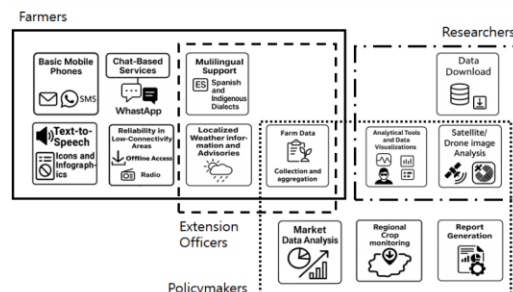 Farmers
Researchers
Basic Mobile
Phones
SMS
Chat-Based
Services
WhastApp
Mulilingual
Support
ES
Spanish
and
Indigenous
Dialects
Data
Download
Text-to-
Speech
Icons and
Infograph-
ics
Reliability in
Low-Connectivity
Areas
Offline Access
Radio
Localized
Weather infor-
mation and
Advisories
Farm Data
Collection and
aggregation
Analytical Tools
and Data
Visualizations
Satellite/
Drone image
Analysis
Extension
Officers
Market
Data Analysis
Regional
Crop
monitoring
Report
Generation
Policymakers